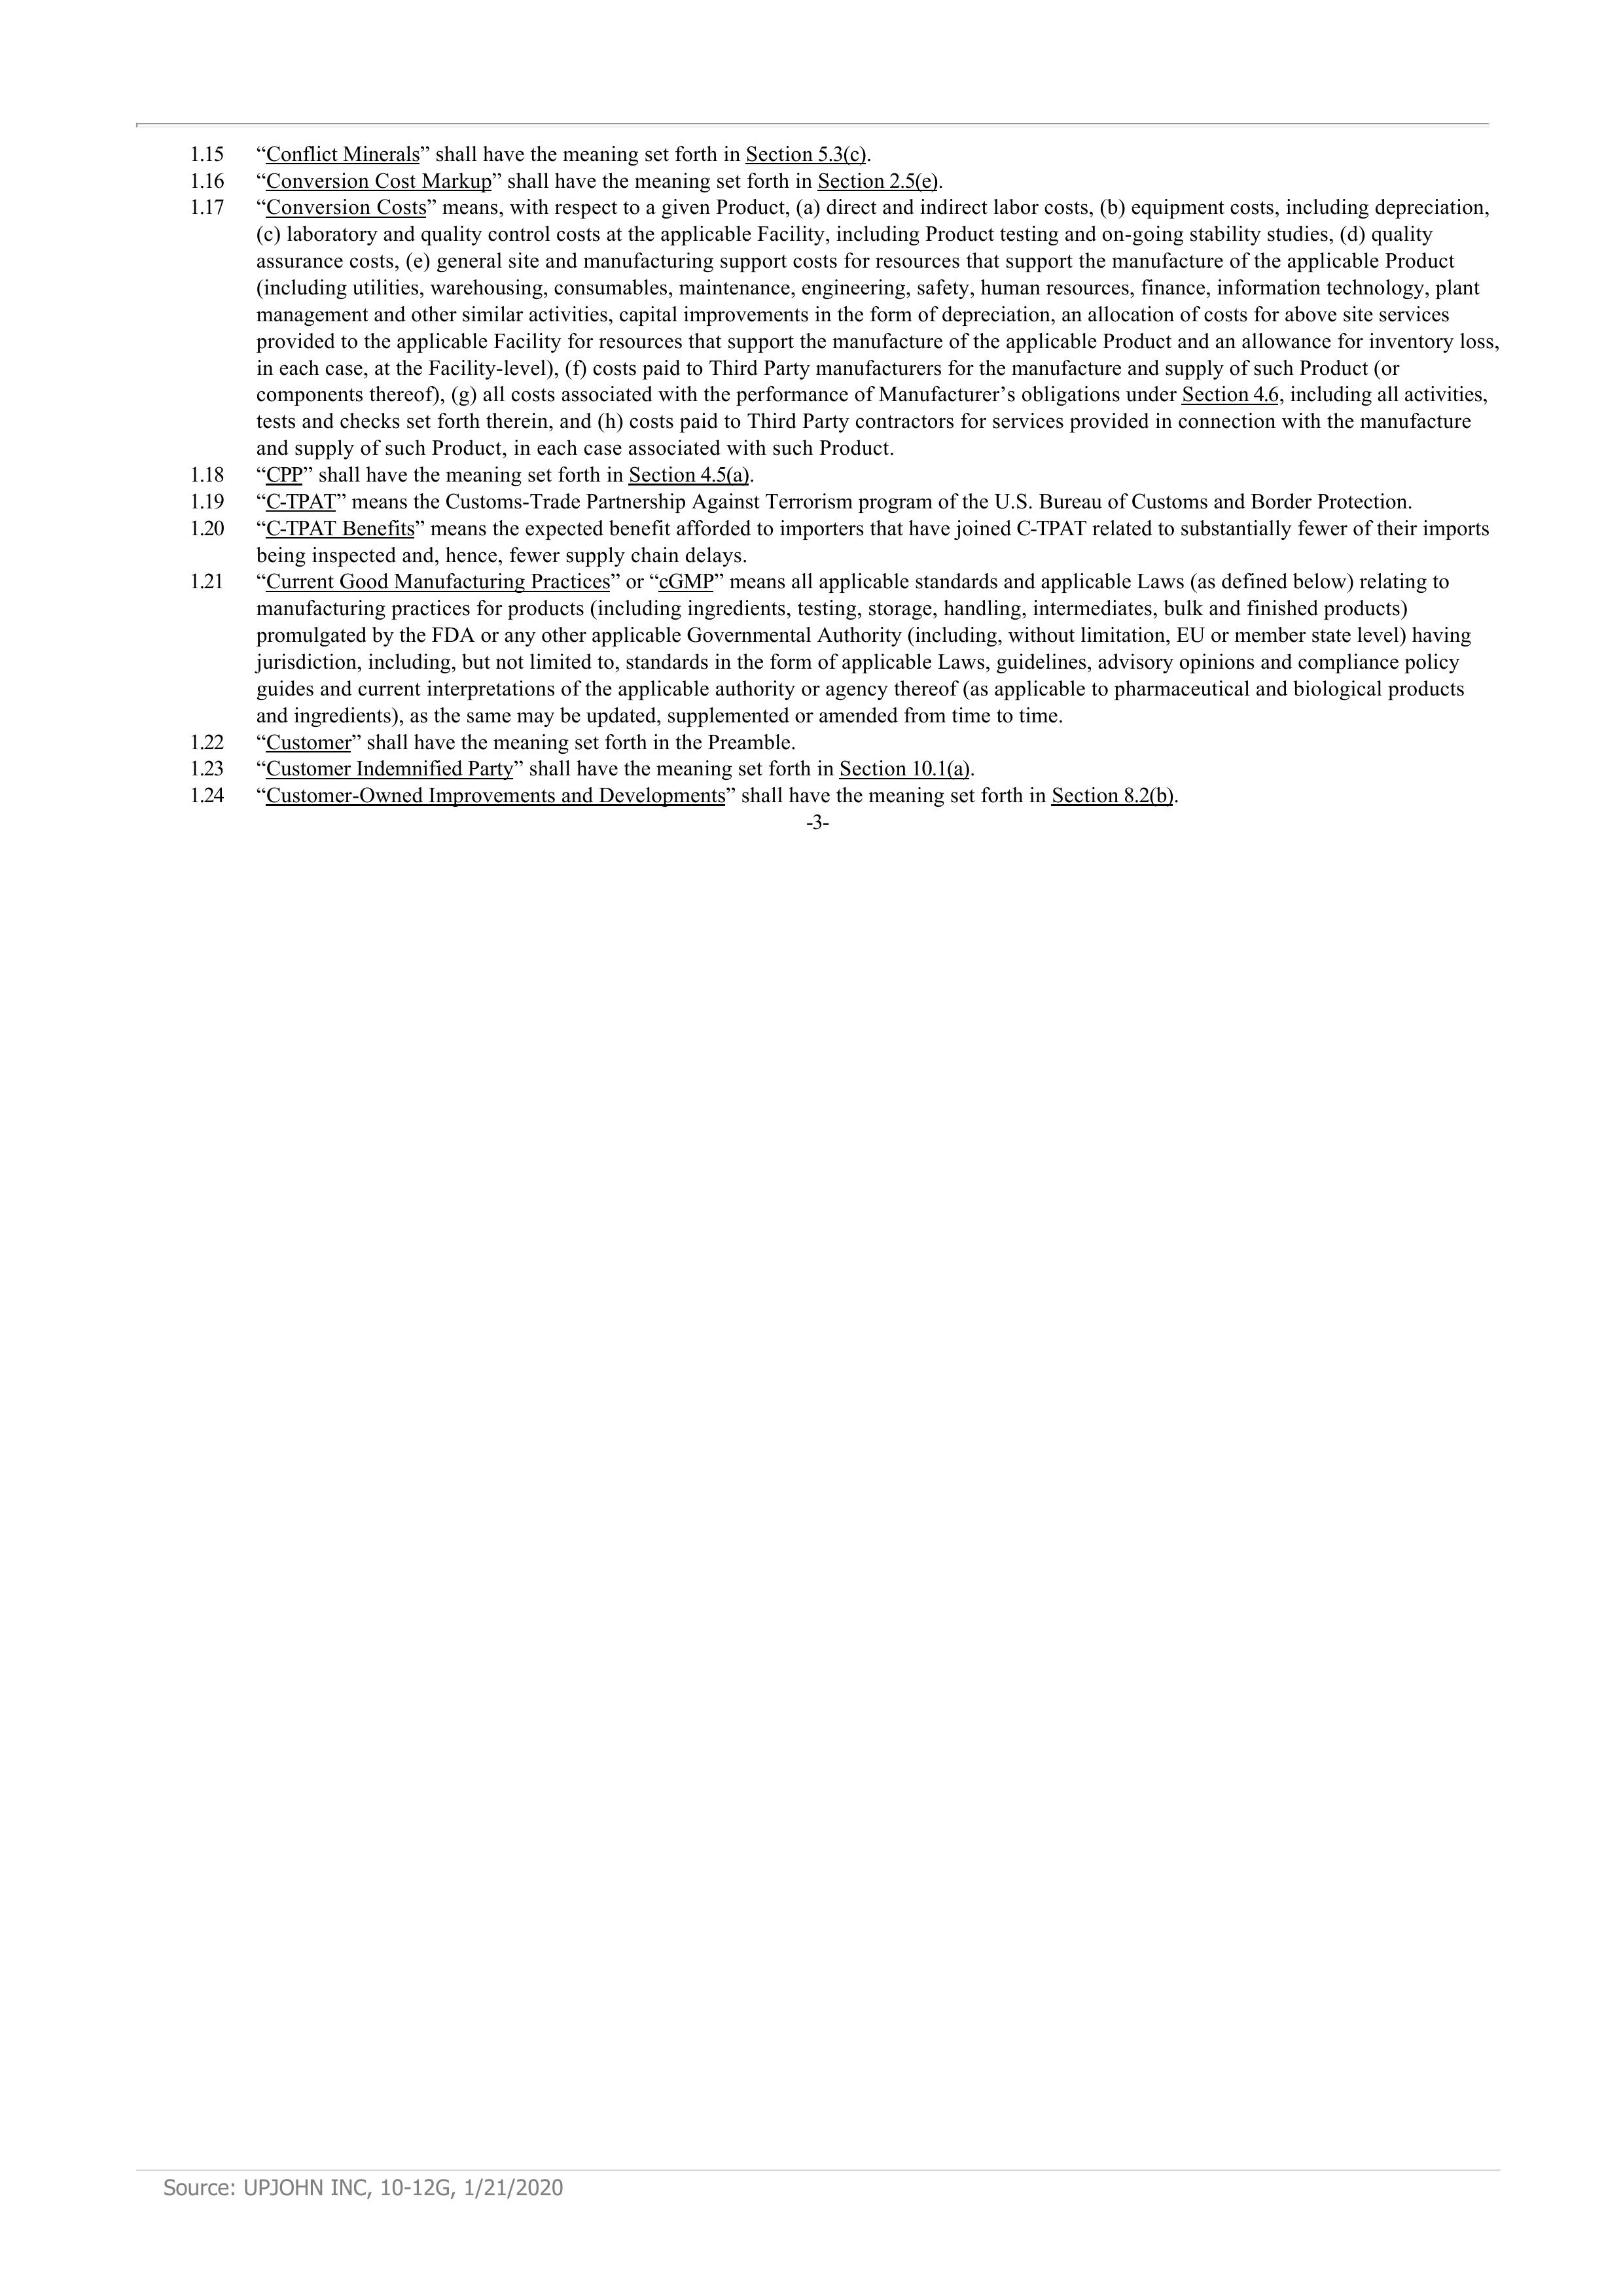 1.15 “Conflict Minerals” shall have the meaning set forth in Section 5.3(c).
1.16 “Conversion Cost Markup” shall have the meaning set forth in Section 2.5(e).
1.17 “Conversion Costs” means, with respect to a given Product, (a) direct and indirect labor costs, (b) equipment costs, including depreciation,
(c) laboratory and quality control costs at the applicable Facility, including Product testing and on-going stability studies, (d) quality
assurance costs, (e) general site and manufacturing support costs for resources that support the manufacture of the applicable Product
(including utilities, warehousing, consumables, maintenance, engineering, safety, human resources, finance, information technology, plant
management and other similar activities, capital improvements in the form of depreciation, an allocation of costs for above site services
provided to the applicable Facility for resources that support the manufacture of the applicable Product and an allowance for inventory loss,
in each case, at the Facility-level), (f) costs paid to Third Party manufacturers for the manufacture and supply of such Product (or
components thereof), (g) all costs associated with the performance of Manufacturer’s obligations under Section 4.6, including all activities,
tests and checks set forth therein, and (h) costs paid to Third Party contractors for services provided in connection with the manufacture
and supply of such Product, in each case associated with such Product.
1.18 “CPP” shall have the meaning set forth in Section 4.5(a).
1.19 “C-TPAT” means the Customs-Trade Partnership Against Terrorism program of the U.S. Bureau of Customs and Border Protection.
1.20 “C-TPAT Benefits” means the expected benefit afforded to importers that have joined C-TPAT related to substantially fewer of their imports
being inspected and, hence, fewer supply chain delays.
1.21 “Current Good Manufacturing Practices” or “cGMP” means all applicable standards and applicable Laws (as defined below) relating to
manufacturing practices for products (including ingredients, testing, storage, handling, intermediates, bulk and finished products)
promulgated by the FDA or any other applicable Governmental Authority (including, without limitation, EU or member state level) having
jurisdiction, including, but not limited to, standards in the form of applicable Laws, guidelines, advisory opinions and compliance policy
guides and current interpretations of the applicable authority or agency thereof (as applicable to pharmaceutical and biological products
and ingredients), as the same may be updated, supplemented or amended from time to time.
1.22 “Customer” shall have the meaning set forth in the Preamble.
1.23 “Customer Indemnified Party” shall have the meaning set forth in Section 10.1(a).
1.24 “Customer-Owned Improvements and Developments” shall have the meaning set forth in Section 8.2(b).
-3-
Source: UPJOHN INC, 10-12G, 1/21/2020